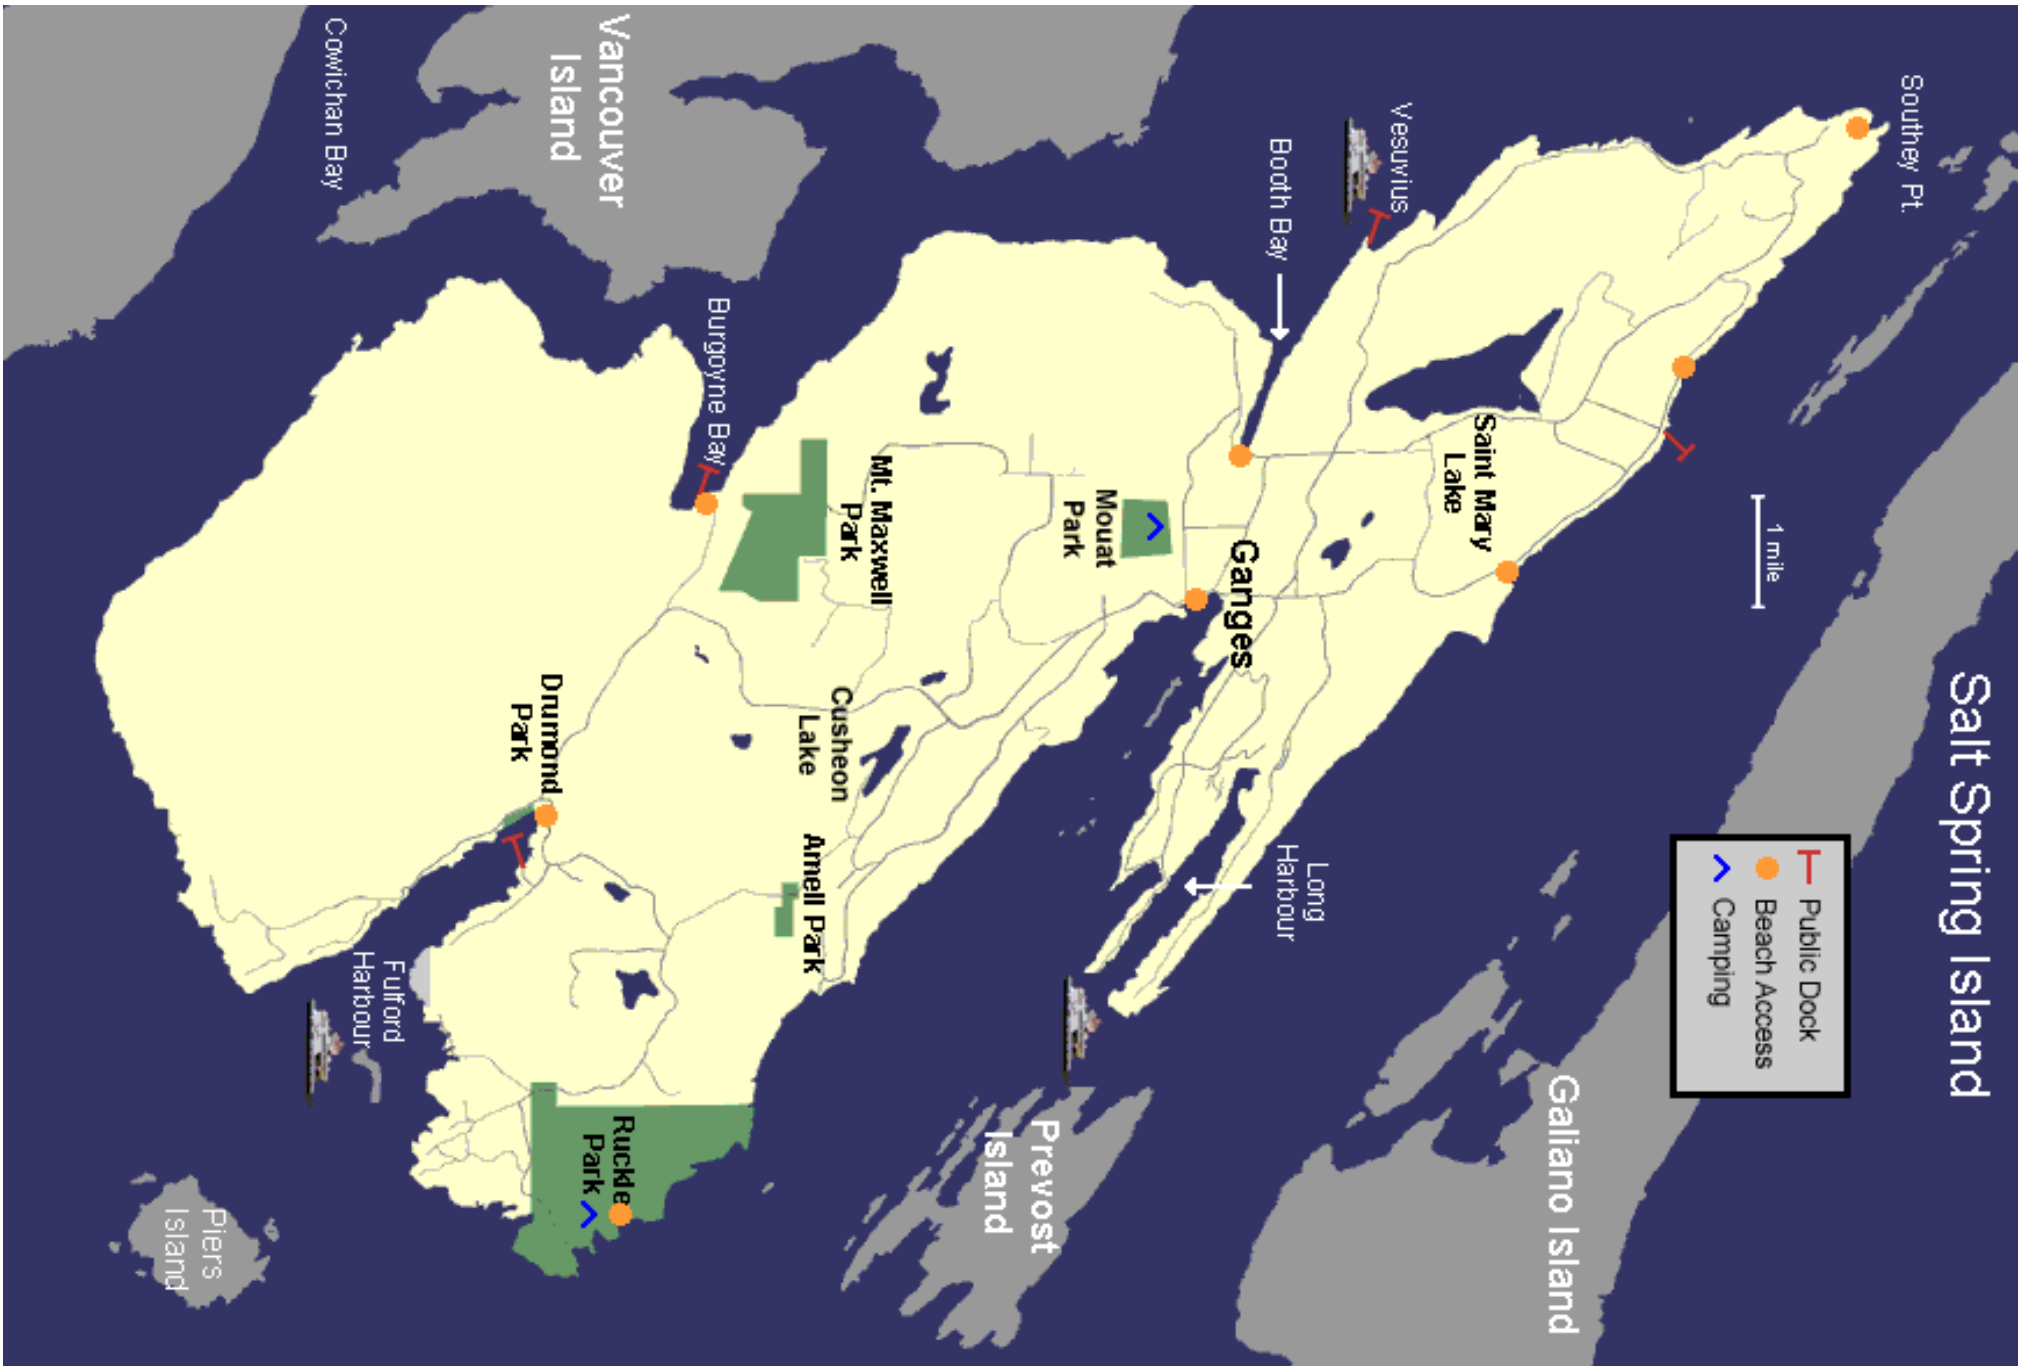 Salt Spring Island
Southey Pt.
Vesuvius
Booth Bay
1 mile
Public Dock
Beach Access
Camping
Saint Mary
Lake
Galiano Island
Ganges
Long
Harbour
Mouat
Park
Prevost
Island
Vancouver
Island
Cowichan Bay
Burgoyne Bay
Mt. Maxwell
Park
Cusheon
Lake
Arnell Park
Drumond
Park
Ruckle
Park
Fulford
Harbour
Piers
Island